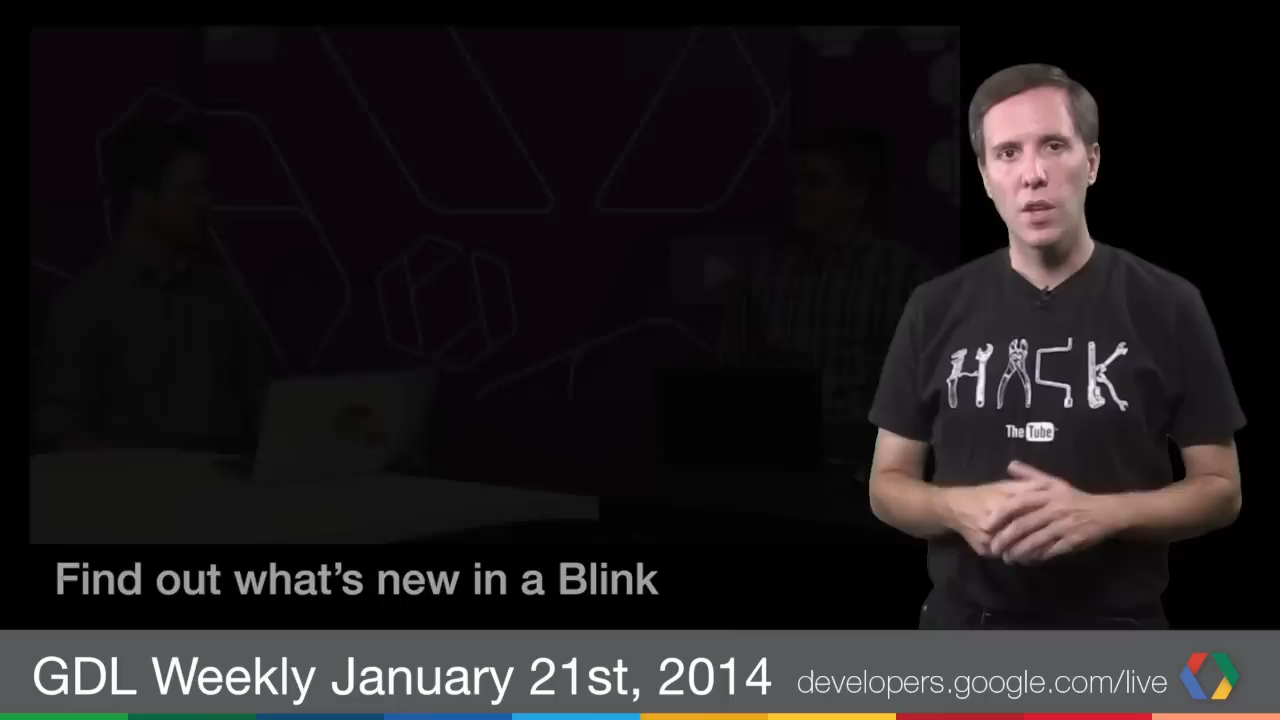 HACK
The Tube
Find out what's new in a Blink
GDL Weekly January 21st, 2014
developers.google.com/live